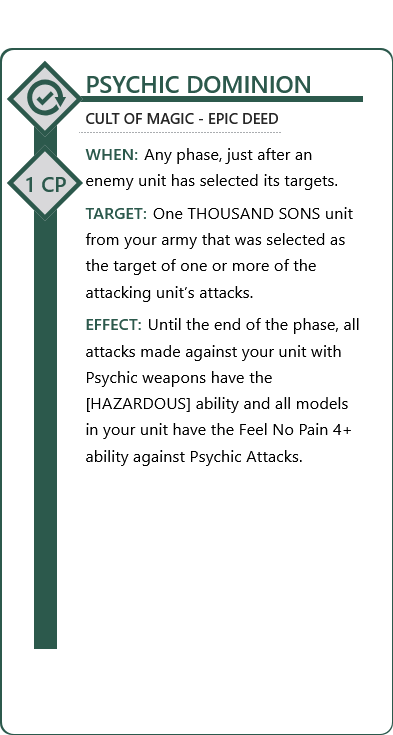 PSYCHIC DOMINION
CULT OF MAGIC - EPIC DEED
1 CP
WHEN: Any phase, just after an
enemy unit has selected its targets.
TARGET: One THOUSAND SONS unit
from your army that was selected as
the target of one or more of the
attacking unit’s attacks.
EFFECT: Until the end of the phase, all
attacks made against your unit with
Psychic weapons have the
[HAZARDOUS] ability and all models
in your unit have the Feel No Pain 4+
ability against Psychic Attacks.